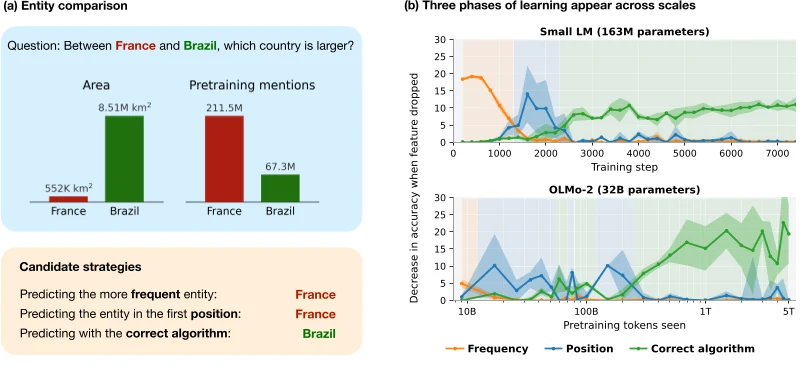 (a) Entity comparison
Question: Between France and Brazil, which country is larger?
Area
8.51M km²
552K km²
France Brazil
Pretraining mentions
211.5M
67.3M
France Brazil
Candidate strategies
Predicting the more frequent entity: France
Predicting the entity in the first position: France
Predicting with the correct algorithm: Brazil
(b) Three phases of learning appear across scales
Decrease in accuracy when feature dropped
Small LM (163M parameters)
30
25
20
15
10
5
0
0 1000 2000 3000 4000 5000 6000 7000
Training step
OLMo-2 (32B parameters)
30
25
20
15
10
5
0
10B 100B 1T 5T
Pretraining tokens seen
Frequency Position Correct algorithm